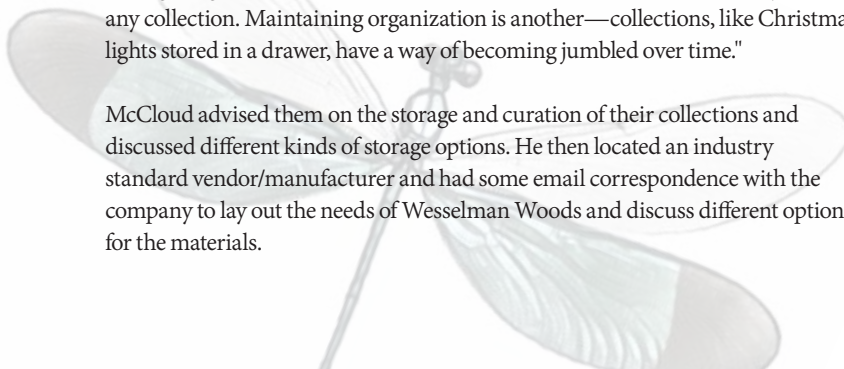 any collection. Maintaining organization is another—collections, like Christma
lights stored in a drawer, have a way of becoming jumbled over time."
McCloud advised them on the storage and curation of their collections and
discussed different kinds of storage options. He then located an industry
standard vendor/manufacturer and had some email correspondence with the
company to lay out the needs of Wesselman Woods and discuss different option
for the materials.